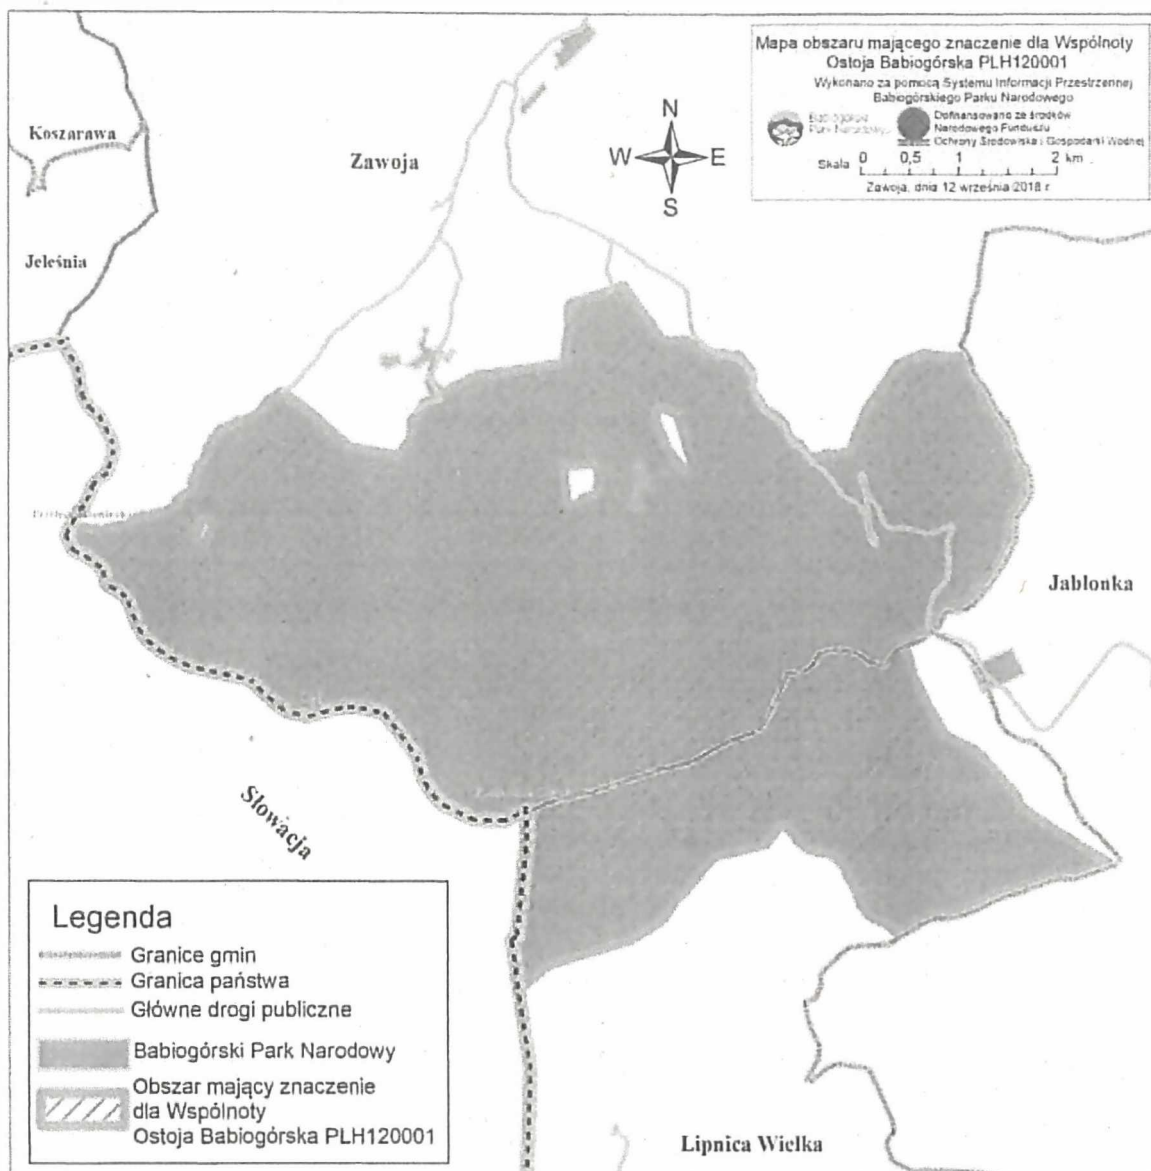 Mapa obszaru mającego znaczenie dla Wspólnoty
Ostoja Babiogórska PLH120001
Wykonano za pomocą Systemu Informacji Przestrzennej
Babiogórskiego Parku Narodowego
Babiogórski
Park Narodowy
Dofinansowano ze środków
Narodowego Funduszu
Ochrony Środowiska i Gospodarki Wodnej
Skala 0 0,5 1 2 km
Zawoja, dnia 12 września 2018 r
N
W E
S
Koszarawa
Zawoja
Jeleśnia
Jabłonka
Słowacja
Lipnica Wielka
Legenda
Granice gmin
Granica państwa
Główne drogi publiczne
Babiogórski Park Narodowy
Obszar mający znaczenie
dla Wspólnoty
Ostoja Babiogórska PLH120001